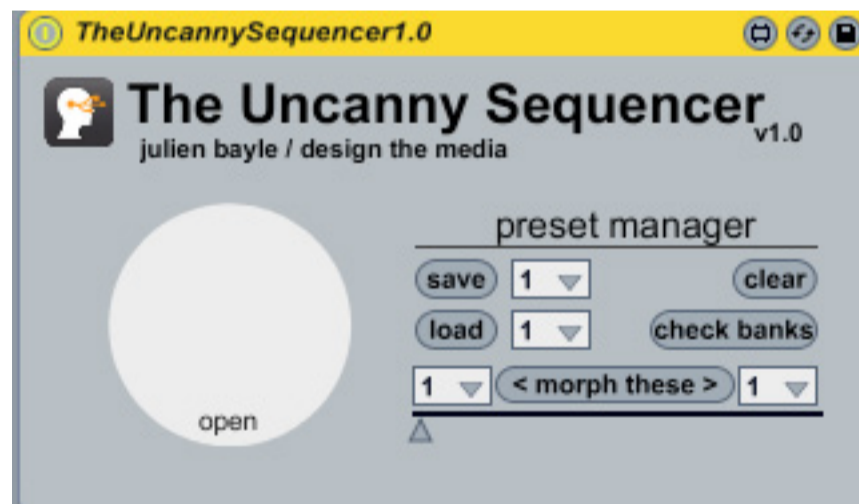 TheUncannySequencer1.0
The Uncanny Sequencer
v1.0
julien bayle / design the media
preset manager
save 1 clear
load 1 check banks
1 < morph these > 1
open